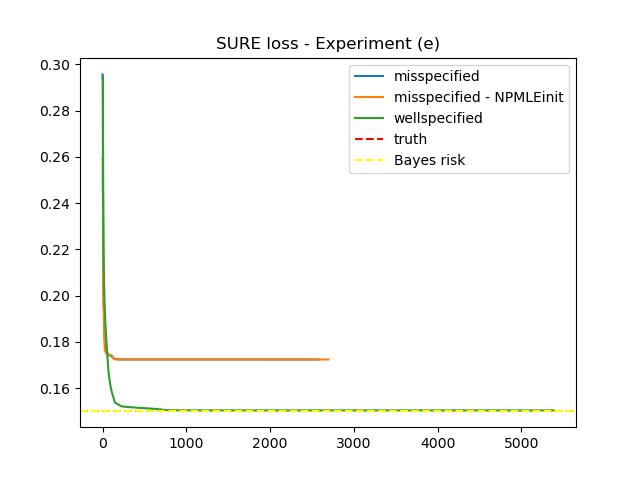 SURE loss - Experiment (e)
misspecified
misspecified - NPMLEinit
wellspecified
truth
Bayes risk
0.30
0.28
0.26
0.24
0.22
0.20
0.18
0.16
0 1000 2000 3000 4000 5000